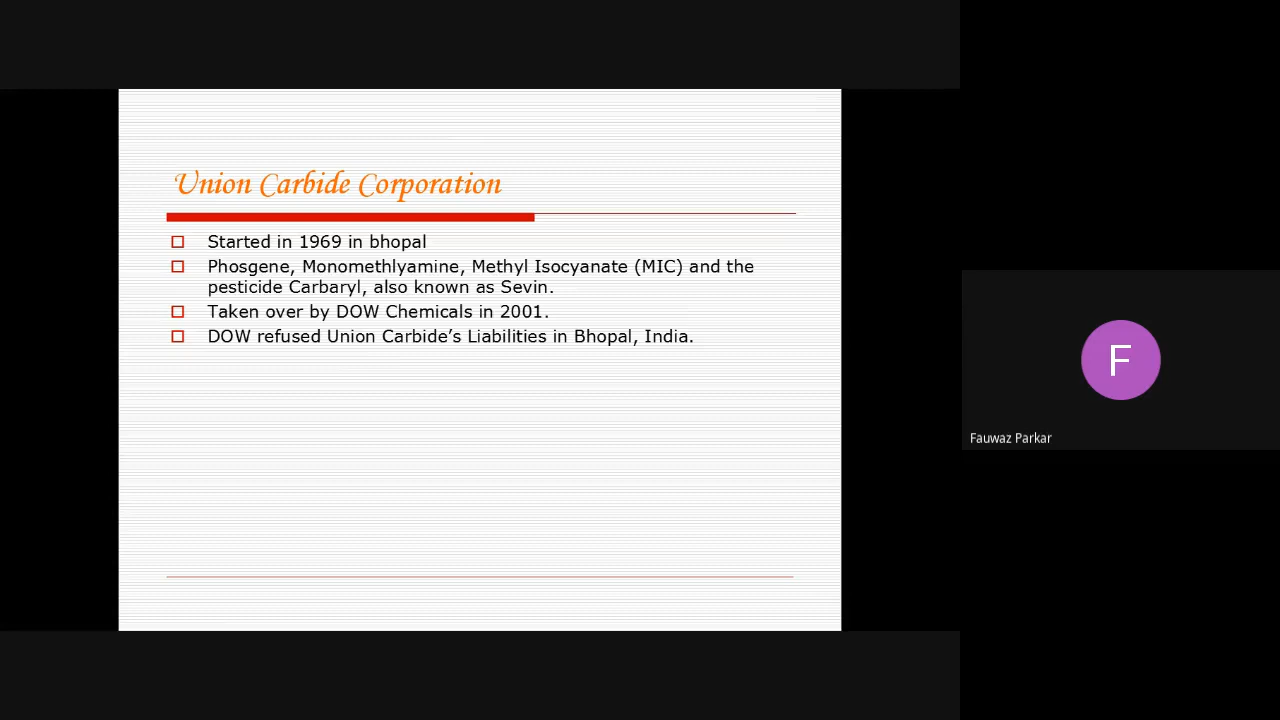 Union Carbide Corporation
Started in 1969 in bhopal
Phosgene, Monomethlyamine, Methyl Isocyanate (MIC) and the
pesticide Carbaryl, also known as Sevin.
Taken over by DOW Chemicals in 2001.
DOW refused Union Carbide’s Liabilities in Bhopal, India.
F
Fauwaz Parkar